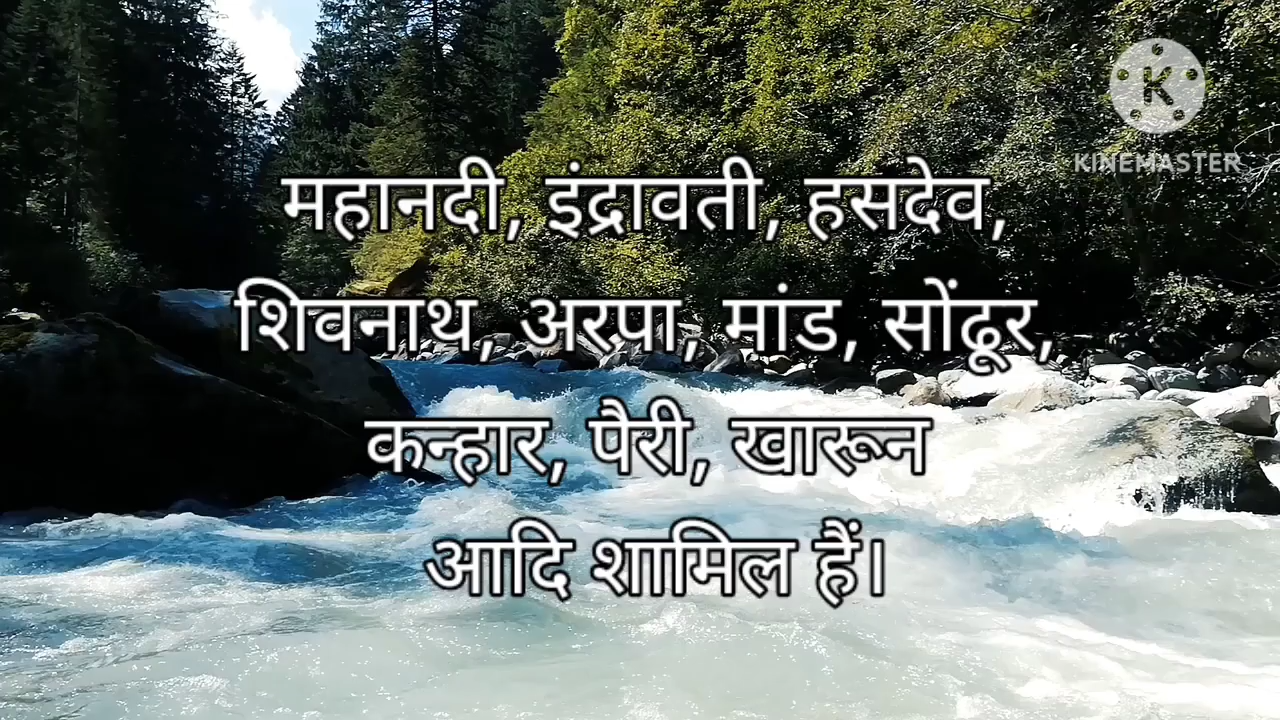 KINEMASTER
महानदी, इंद्रावती, हसदेव,
शिवनाथ, अरपा, मांड, सोंढूर,
कन्हार, पैरी, खारून
आदि शामिल हैं।